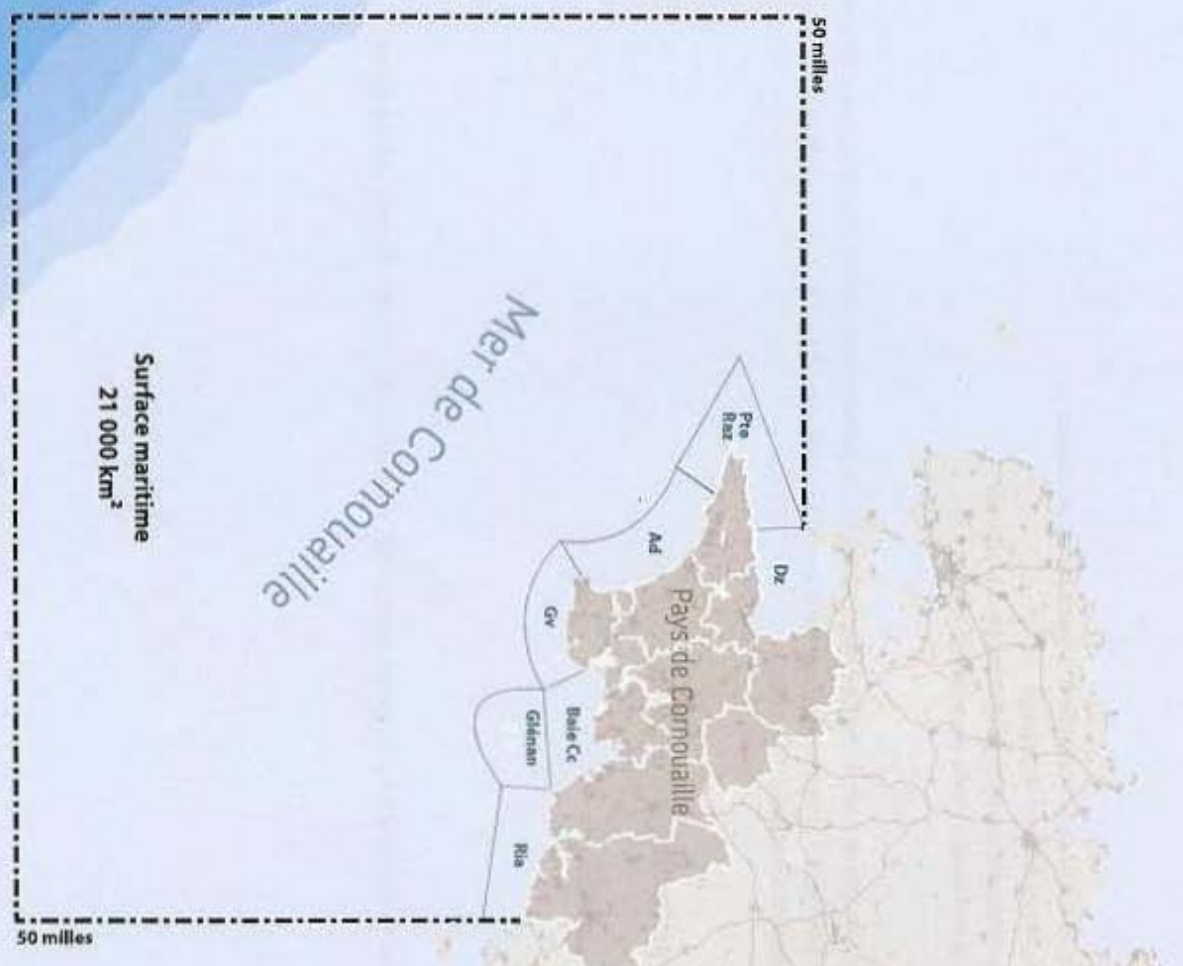 50 milles
Pte
Raz
Dz
Ad
Pays de Cornouaille
Mer de Cornouaille
Gv
Baie Cc
Glénan
Ria
Surface maritime
21 000 km²
50 milles